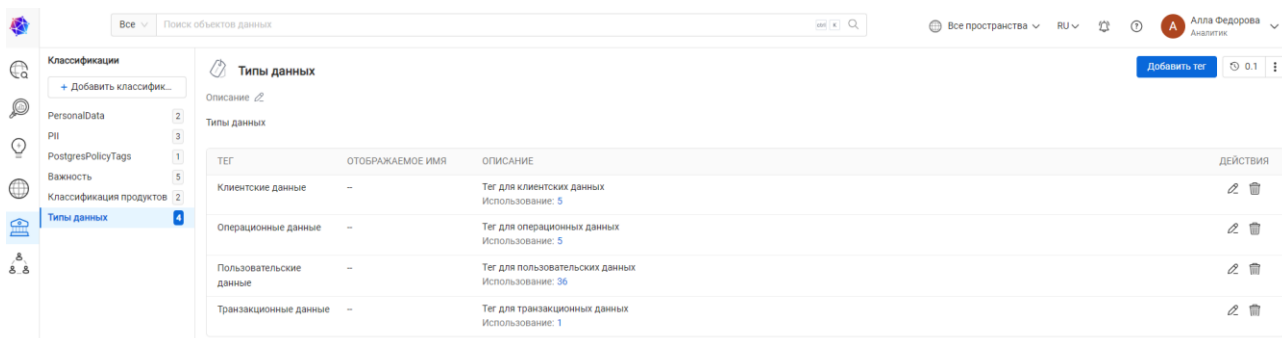 Все
Поиск объектов данных
Все пространства
RU
А
Алла Федорова
Аналитик
Классификации
+ Добавить классифик...
PersonalData 2
PII 3
PostgresPolicyTags 1
Важность 5
Классификация продуктов 2
Типы данных 4
Типы данных
Добавить тег
0.1
Описание
Типы данных
ТЕГ ОТОБРАЖАЕМОЕ ИМЯ ОПИСАНИЕ ДЕЙСТВИЯ
Клиентские данные -- Тег для клиентских данных
Использование: 5
Операционные данные -- Тег для операционных данных
Использование: 5
Пользовательские данные -- Тег для пользовательских данных
Использование: 36
Транзакционные данные -- Тег для транзакционных данных
Использование: 1